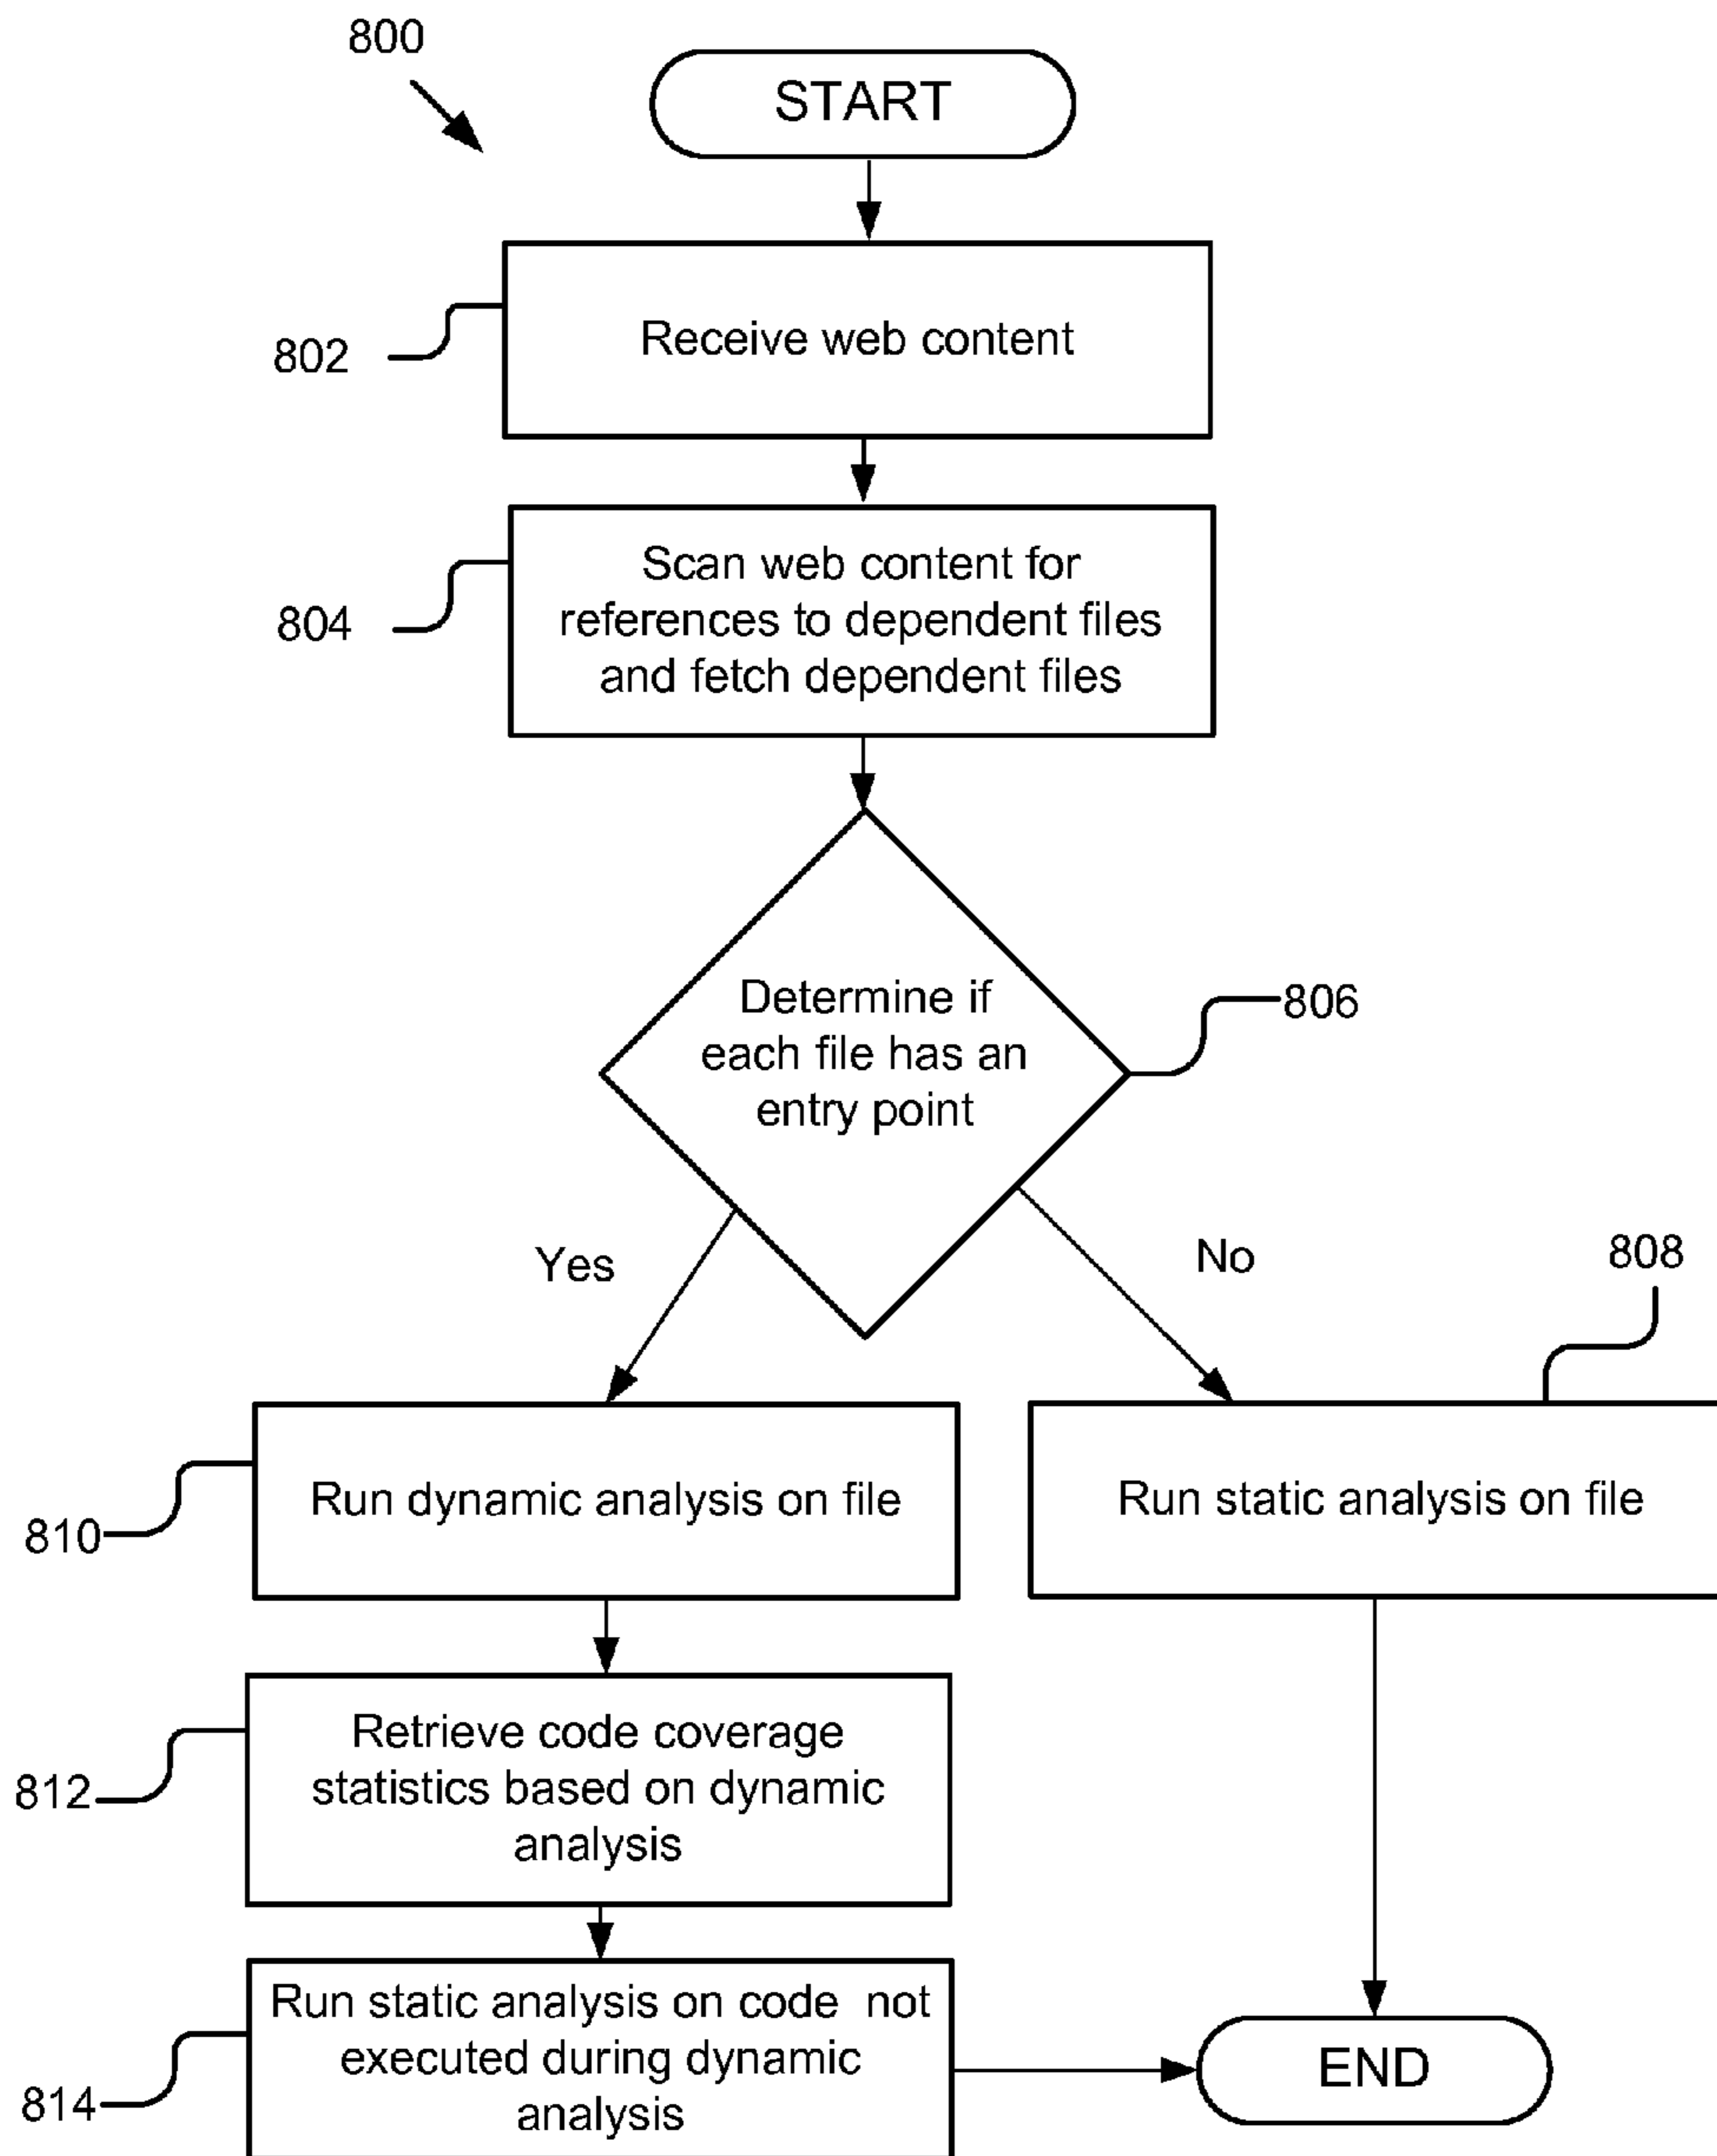 800
START
Receive web content
802
Scan web content for
references to dependent files
and fetch dependent files
804
Determine if
each file has an
entry point
806
Yes
No
808
Run dynamic analysis on file
Run static analysis on file
810
Retrieve code coverage
statistics based on dynamic
analysis
812
Run static analysis on code not
executed during dynamic
analysis
814
END